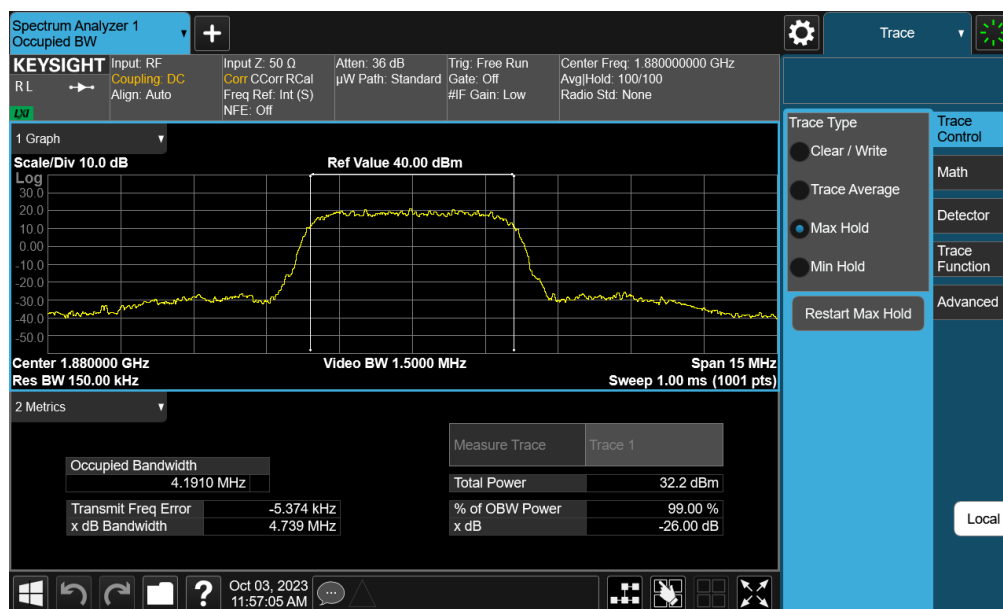 Spectrum Analyzer 1
Occupied BW
Trace
KEYSIGHT
RL
LXI
Input: RF
Coupling: DC
Align: Auto
Input Z: 50 Ω
Corr CCorr RCal
Freq Ref: Int (S)
NFE: Off
Atten: 36 dB
µW Path: Standard
Trig: Free Run
Gate: Off
#IF Gain: Low
Center Freq: 1.880000000 GHz
Avg|Hold: 100/100
Radio Std: None
1 Graph
Scale/Div 10.0 dB
Ref Value 40.00 dBm
Log
30.0
20.0
10.0
0.00
-10.0
-20.0
-30.0
-40.0
-50.0
Center 1.880000 GHz
Video BW 1.5000 MHz
Span 15 MHz
Res BW 150.00 kHz
Sweep 1.00 ms (1001 pts)
2 Metrics
Measure Trace
Trace 1
Occupied Bandwidth
4.1910 MHz
Total Power
32.2 dBm
Transmit Freq Error
-5.374 kHz
% of OBW Power
99.00 %
x dB Bandwidth
4.739 MHz
x dB
-26.00 dB
Trace Type
Clear / Write
Trace Average
Max Hold
Min Hold
Restart Max Hold
Trace
Control
Math
Detector
Trace
Function
Advanced
Local
?
Oct 03, 2023
11:57:05 AM